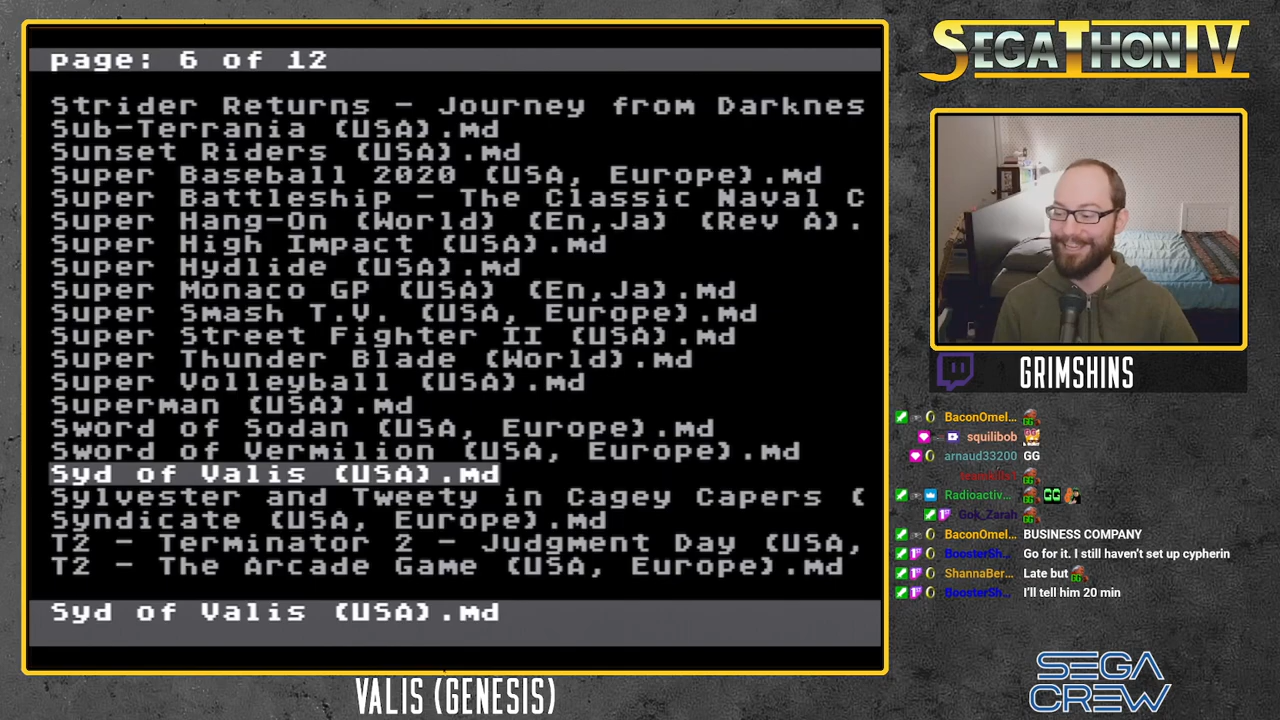 page: 6 of 12
Strider Returns - Journey from Darknes
Sub-Terrania (USA).md
Sunset Riders (USA).md
Super Baseball 2020 (USA, Europe).md
Super Battleship - The Classic Naval C
Super Hang-On (World) (En,Ja) (Rev A).
Super High Impact (USA).md
Super Hydlide (USA).md
Super Monaco GP (USA) (En,Ja).md
Super Smash T.V. (USA, Europe).md
Super Street Fighter II (USA).md
Super Thunder Blade (World).md
Super Volleyball (USA).md
Superman (USA).md
Sword of Sodan (USA, Europe).md
Sword of Vermilion (USA, Europe).md
Syd of Valis (USA).md
Sylvester and Tweety in Cagey Capers (
Syndicate (USA, Europe).md
T2 - Terminator 2 - Judgment Day (USA,
T2 - The Arcade Game (USA, Europe).md
Syd of Valis (USA).md
VALIS (GENESIS)
SEGATHON IV
GRIMSHINS
BaconOmel...
squilibob
arnaud33200 GG
Radioactiv... GG
Gok_Zarah
BaconOmel... BUSINESS COMPANY
BoosterSh... Go for it. I still haven't set up cypherin
ShannaBer... Late but
BoosterSh... I'll tell him 20 min
SEGA
CREW